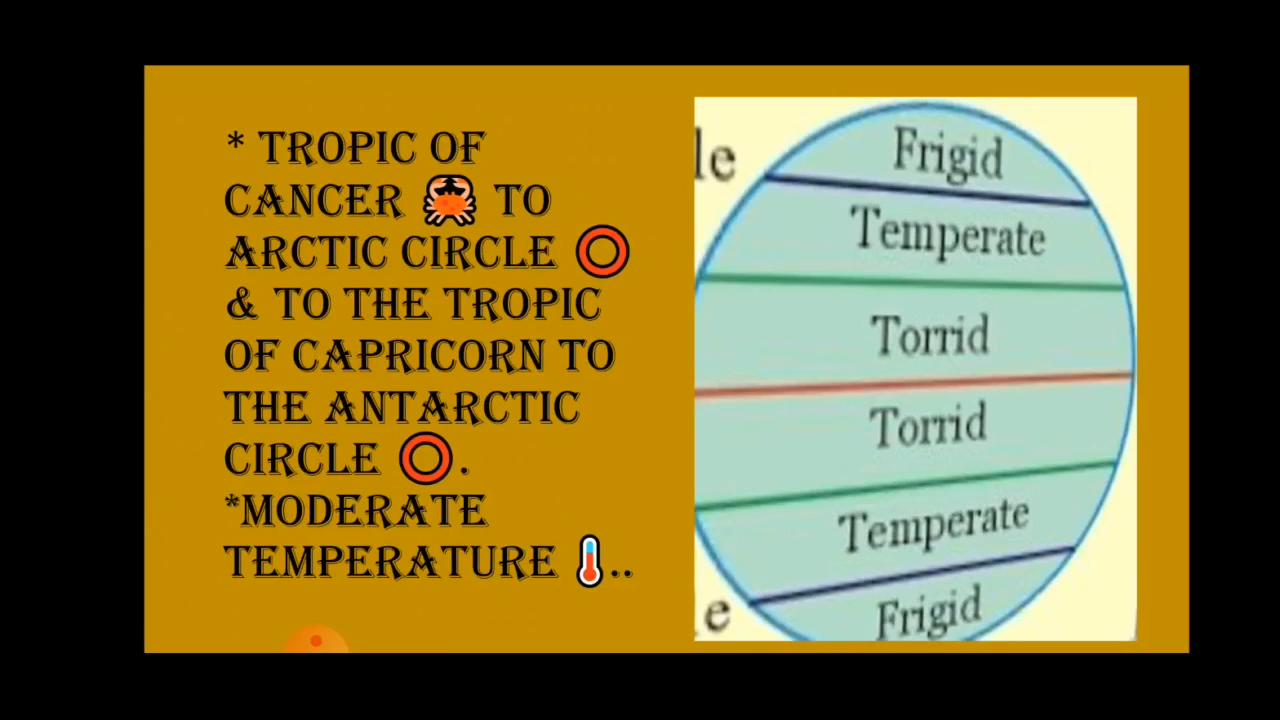 * TROPIC OF
CANCER 🦀 TO
ARCTIC CIRCLE ⭕
& TO THE TROPIC
OF CAPRICORN TO
THE ANTARCTIC
CIRCLE ⭕.
*MODERATE
TEMPERATURE 🌡️..
le
Frigid
Temperate
Torrid
Torrid
Temperate
e
Frigid